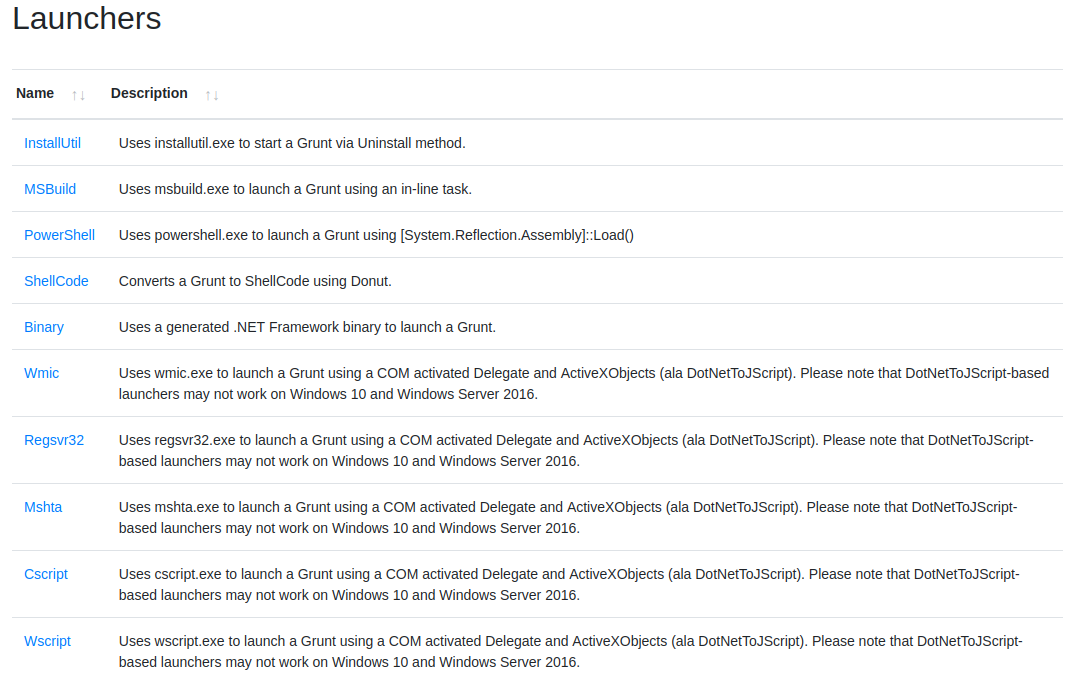 Launchers
Name ↑↓ Description ↑↓
InstallUtil Uses installutil.exe to start a Grunt via Uninstall method.
MSBuild Uses msbuild.exe to launch a Grunt using an in-line task.
PowerShell Uses powershell.exe to launch a Grunt using [System.Reflection.Assembly]::Load()
ShellCode Converts a Grunt to ShellCode using Donut.
Binary Uses a generated .NET Framework binary to launch a Grunt.
Wmic Uses wmic.exe to launch a Grunt using a COM activated Delegate and ActiveXObjects (ala DotNetToJScript). Please note that DotNetToJScript-based
launchers may not work on Windows 10 and Windows Server 2016.
Regsvr32 Uses regsvr32.exe to launch a Grunt using a COM activated Delegate and ActiveXObjects (ala DotNetToJScript). Please note that DotNetToJScript-
based launchers may not work on Windows 10 and Windows Server 2016.
Mshta Uses mshta.exe to launch a Grunt using a COM activated Delegate and ActiveXObjects (ala DotNetToJScript). Please note that DotNetToJScript-
based launchers may not work on Windows 10 and Windows Server 2016.
Cscript Uses cscript.exe to launch a Grunt using a COM activated Delegate and ActiveXObjects (ala DotNetToJScript). Please note that DotNetToJScript-
based launchers may not work on Windows 10 and Windows Server 2016.
Wscript Uses wscript.exe to launch a Grunt using a COM activated Delegate and ActiveXObjects (ala DotNetToJScript). Please note that DotNetToJScript-
based launchers may not work on Windows 10 and Windows Server 2016.